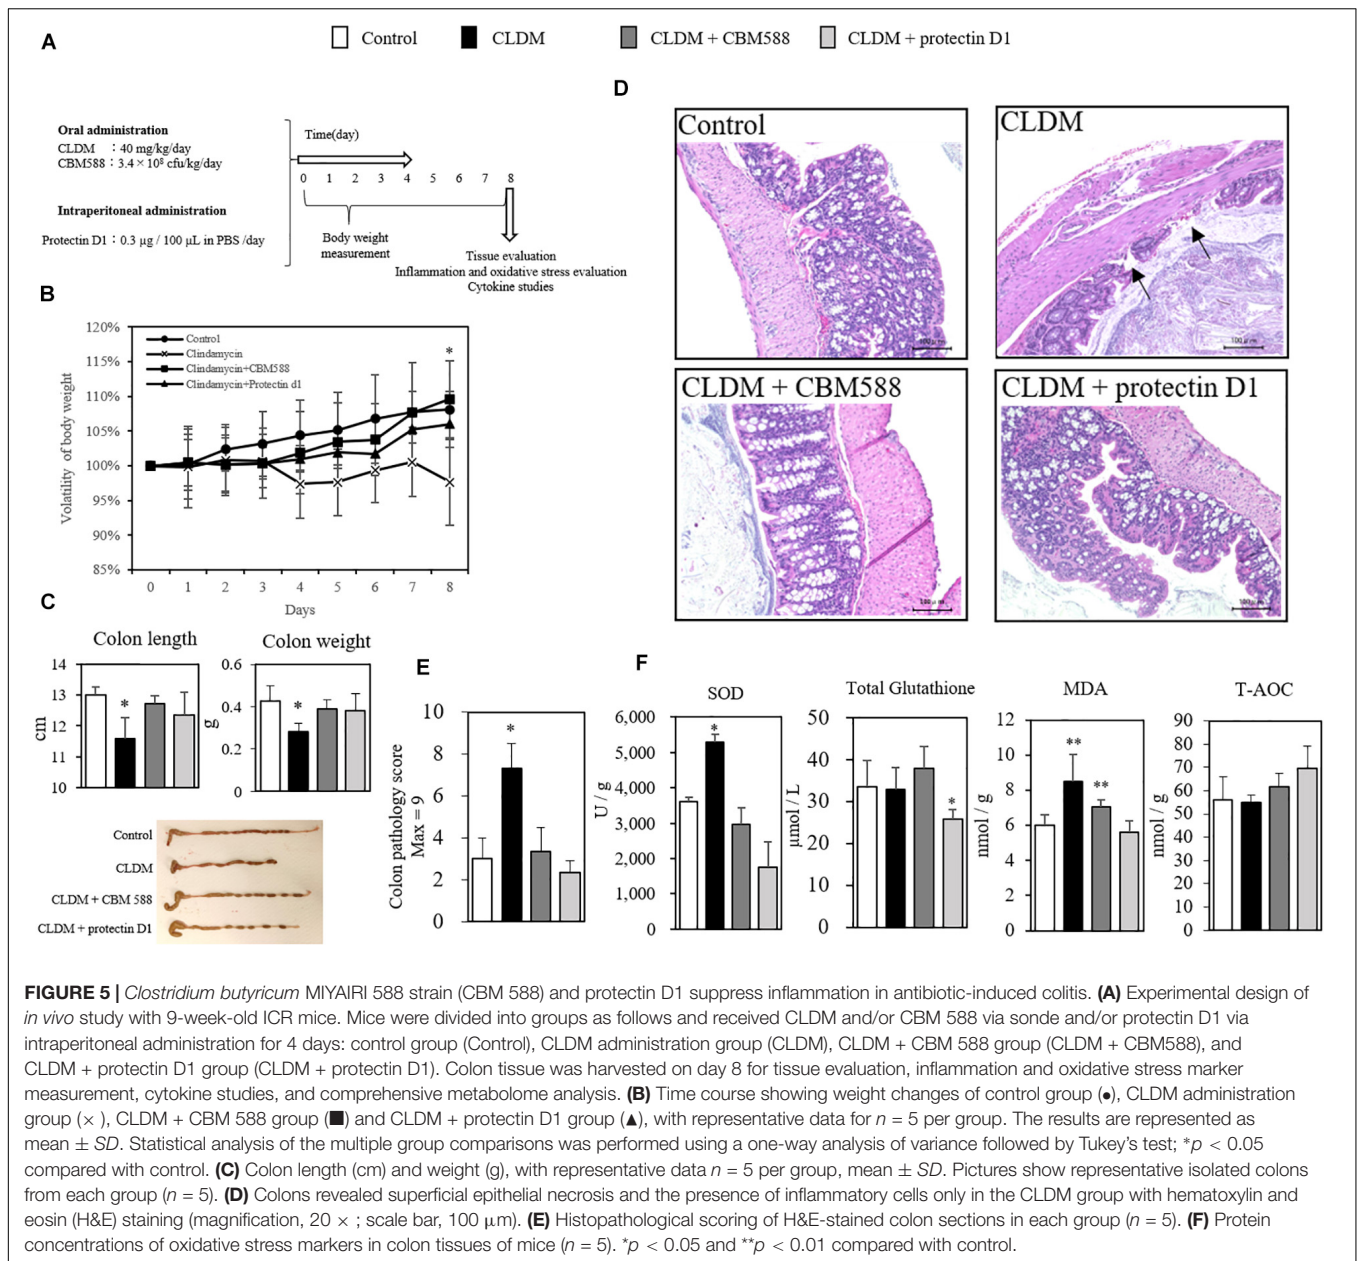 A
Control
CLDM
CLDM + CBM588
CLDM + protectin D1
Oral administration
CLDM : 40 mg/kg/day
CBM588 : 3.4 × 10⁸ cfu/kg/day
Intraperitoneal administration
Protectin D1 : 0.3 µg / 100 µL in PBS /day
Time(day)
0 1 2 3 4 5 6 7 8
Body weight
measurement
Tissue evaluation
Inflammation and oxidative stress evaluation
Cytokine studies
B
120%
115%
110%
105%
100%
95%
90%
85%
Volatility of body weight
Control
Clindamycin
Clindamycin+CBM588
Clindamycin+Protectin d1
*
0 1 2 3 4 5 6 7 8
Days
C
Colon length
14
13
12
11
10
cm
*
Colon weight
0.6
0.4
0.2
0
g
*
Control
CLDM
CLDM + CBM 588
CLDM + protectin D1
D
Control
100 µm
CLDM
100 µm
CLDM + CBM588
100 µm
CLDM + protectin D1
100 µm
E
Colon pathology score
Max = 9
10
8
6
4
2
0
*
F
SOD
6,000
5,000
4,000
3,000
2,000
1,000
0
U / g
*
Total Glutathione
50
40
30
20
10
0
µmol / L
*
MDA
12
10
8
6
4
2
0
nmol / g
**
**
T-AOC
90
80
70
60
50
40
30
20
10
0
nmol / g
FIGURE 5 | Clostridium butyricum MIYAIRI 588 strain (CBM 588) and protectin D1 suppress inflammation in antibiotic-induced colitis. (A) Experimental design of
in vivo study with 9-week-old ICR mice. Mice were divided into groups as follows and received CLDM and/or CBM 588 via sonde and/or protectin D1 via
intraperitoneal administration for 4 days: control group (Control), CLDM administration group (CLDM), CLDM + CBM 588 group (CLDM + CBM588), and
CLDM + protectin D1 group (CLDM + protectin D1). Colon tissue was harvested on day 8 for tissue evaluation, inflammation and oxidative stress marker
measurement, cytokine studies, and comprehensive metabolome analysis. (B) Time course showing weight changes of control group (●), CLDM administration
group (× ), CLDM + CBM 588 group (■) and CLDM + protectin D1 group (▲), with representative data for n = 5 per group. The results are represented as
mean ± SD. Statistical analysis of the multiple group comparisons was performed using a one-way analysis of variance followed by Tukey's test; *p < 0.05
compared with control. (C) Colon length (cm) and weight (g), with representative data n = 5 per group, mean ± SD. Pictures show representative isolated colons
from each group (n = 5). (D) Colons revealed superficial epithelial necrosis and the presence of inflammatory cells only in the CLDM group with hematoxylin and
eosin (H&E) staining (magnification, 20 × ; scale bar, 100 µm). (E) Histopathological scoring of H&E-stained colon sections in each group (n = 5). (F) Protein
concentrations of oxidative stress markers in colon tissues of mice (n = 5). *p < 0.05 and **p < 0.01 compared with control.